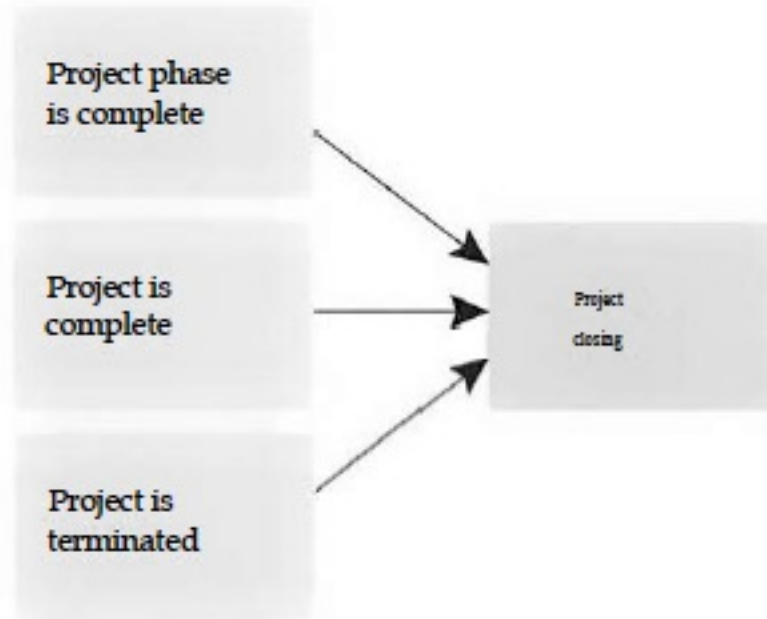 Project phase
is complete
Project is
complete
Project is
terminated
Project
closing